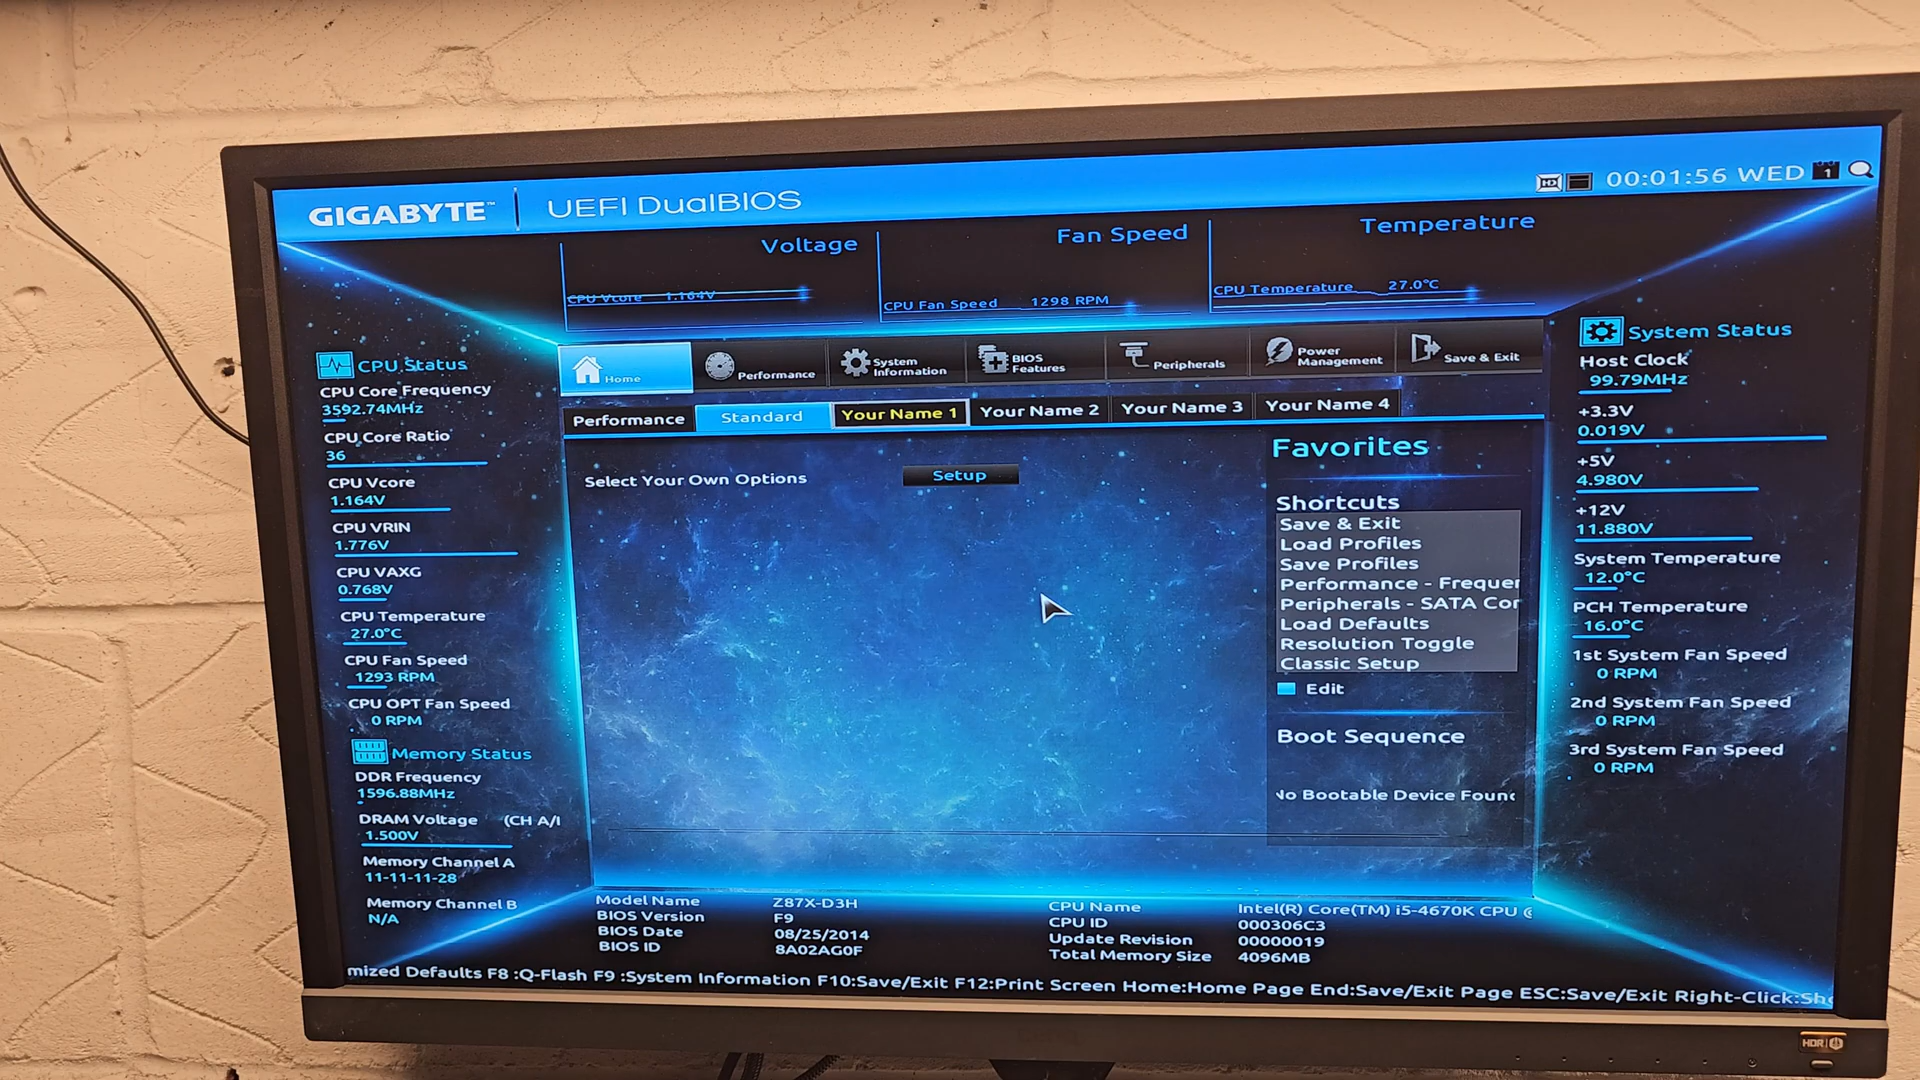 GIGABYTE™ UEFI DualBIOS
00:01:56 WED 1
Voltage
CPU Vcore 1.164V
Fan Speed
CPU Fan Speed 1298 RPM
Temperature
CPU Temperature 27.0°C
Home
Performance
System Information
BIOS Features
Peripherals
Power Management
Save & Exit
Performance
Standard
Your Name 1
Your Name 2
Your Name 3
Your Name 4
Select Your Own Options
Setup
CPU Status
CPU Core Frequency
3592.74MHz
CPU Core Ratio
36
CPU Vcore
1.164V
CPU VRIN
1.776V
CPU VAXG
0.768V
CPU Temperature
27.0°C
CPU Fan Speed
1293 RPM
CPU OPT Fan Speed
0 RPM
Memory Status
DDR Frequency
1596.88MHz
DRAM Voltage (CH A/
1.500V
Memory Channel A
11-11-11-28
Memory Channel B
N/A
Favorites
Shortcuts
Save & Exit
Load Profiles
Save Profiles
Performance - Frequer
Peripherals - SATA Cor
Load Defaults
Resolution Toggle
Classic Setup
Edit
Boot Sequence
No Bootable Device Foun
System Status
Host Clock
99.79MHz
+3.3V
0.019V
+5V
4.980V
+12V
11.880V
System Temperature
12.0°C
PCH Temperature
16.0°C
1st System Fan Speed
0 RPM
2nd System Fan Speed
0 RPM
3rd System Fan Speed
0 RPM
Model Name Z87X-D3H
BIOS Version F9
BIOS Date 08/25/2014
BIOS ID 8A02AG0F
CPU Name Intel(R) Core(TM) i5-4670K CPU @
CPU ID 000306C3
Update Revision 00000019
Total Memory Size 4096MB
mized Defaults F8 :Q-Flash F9 :System Information F10:Save/Exit F12:Print Screen Home:Home Page End:Save/Exit Page ESC:Save/Exit Right-Click:Sh
HDR